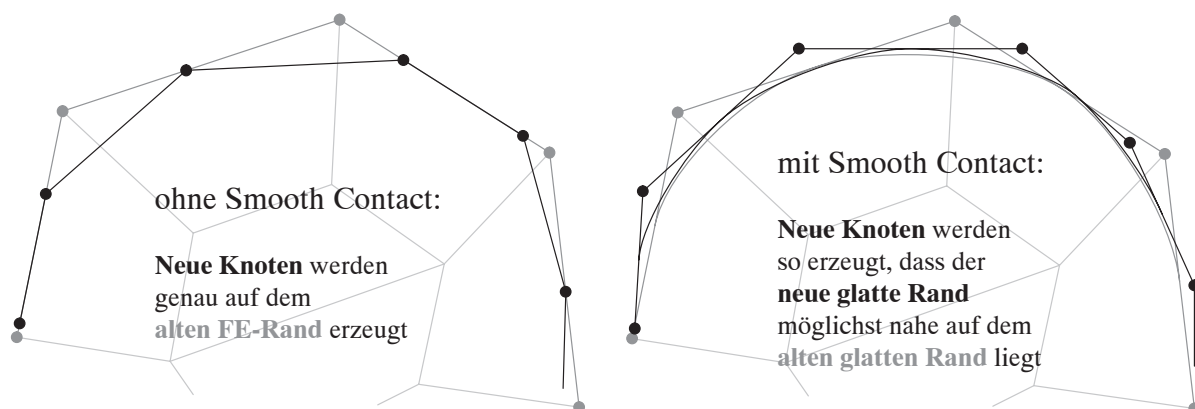 ohne Smooth Contact:
Neue Knoten werden
genau auf dem
alten FE-Rand erzeugt
mit Smooth Contact:
Neue Knoten werden
so erzeugt, dass der
neue glatte Rand
möglichst nahe auf dem
alten glatten Rand liegt